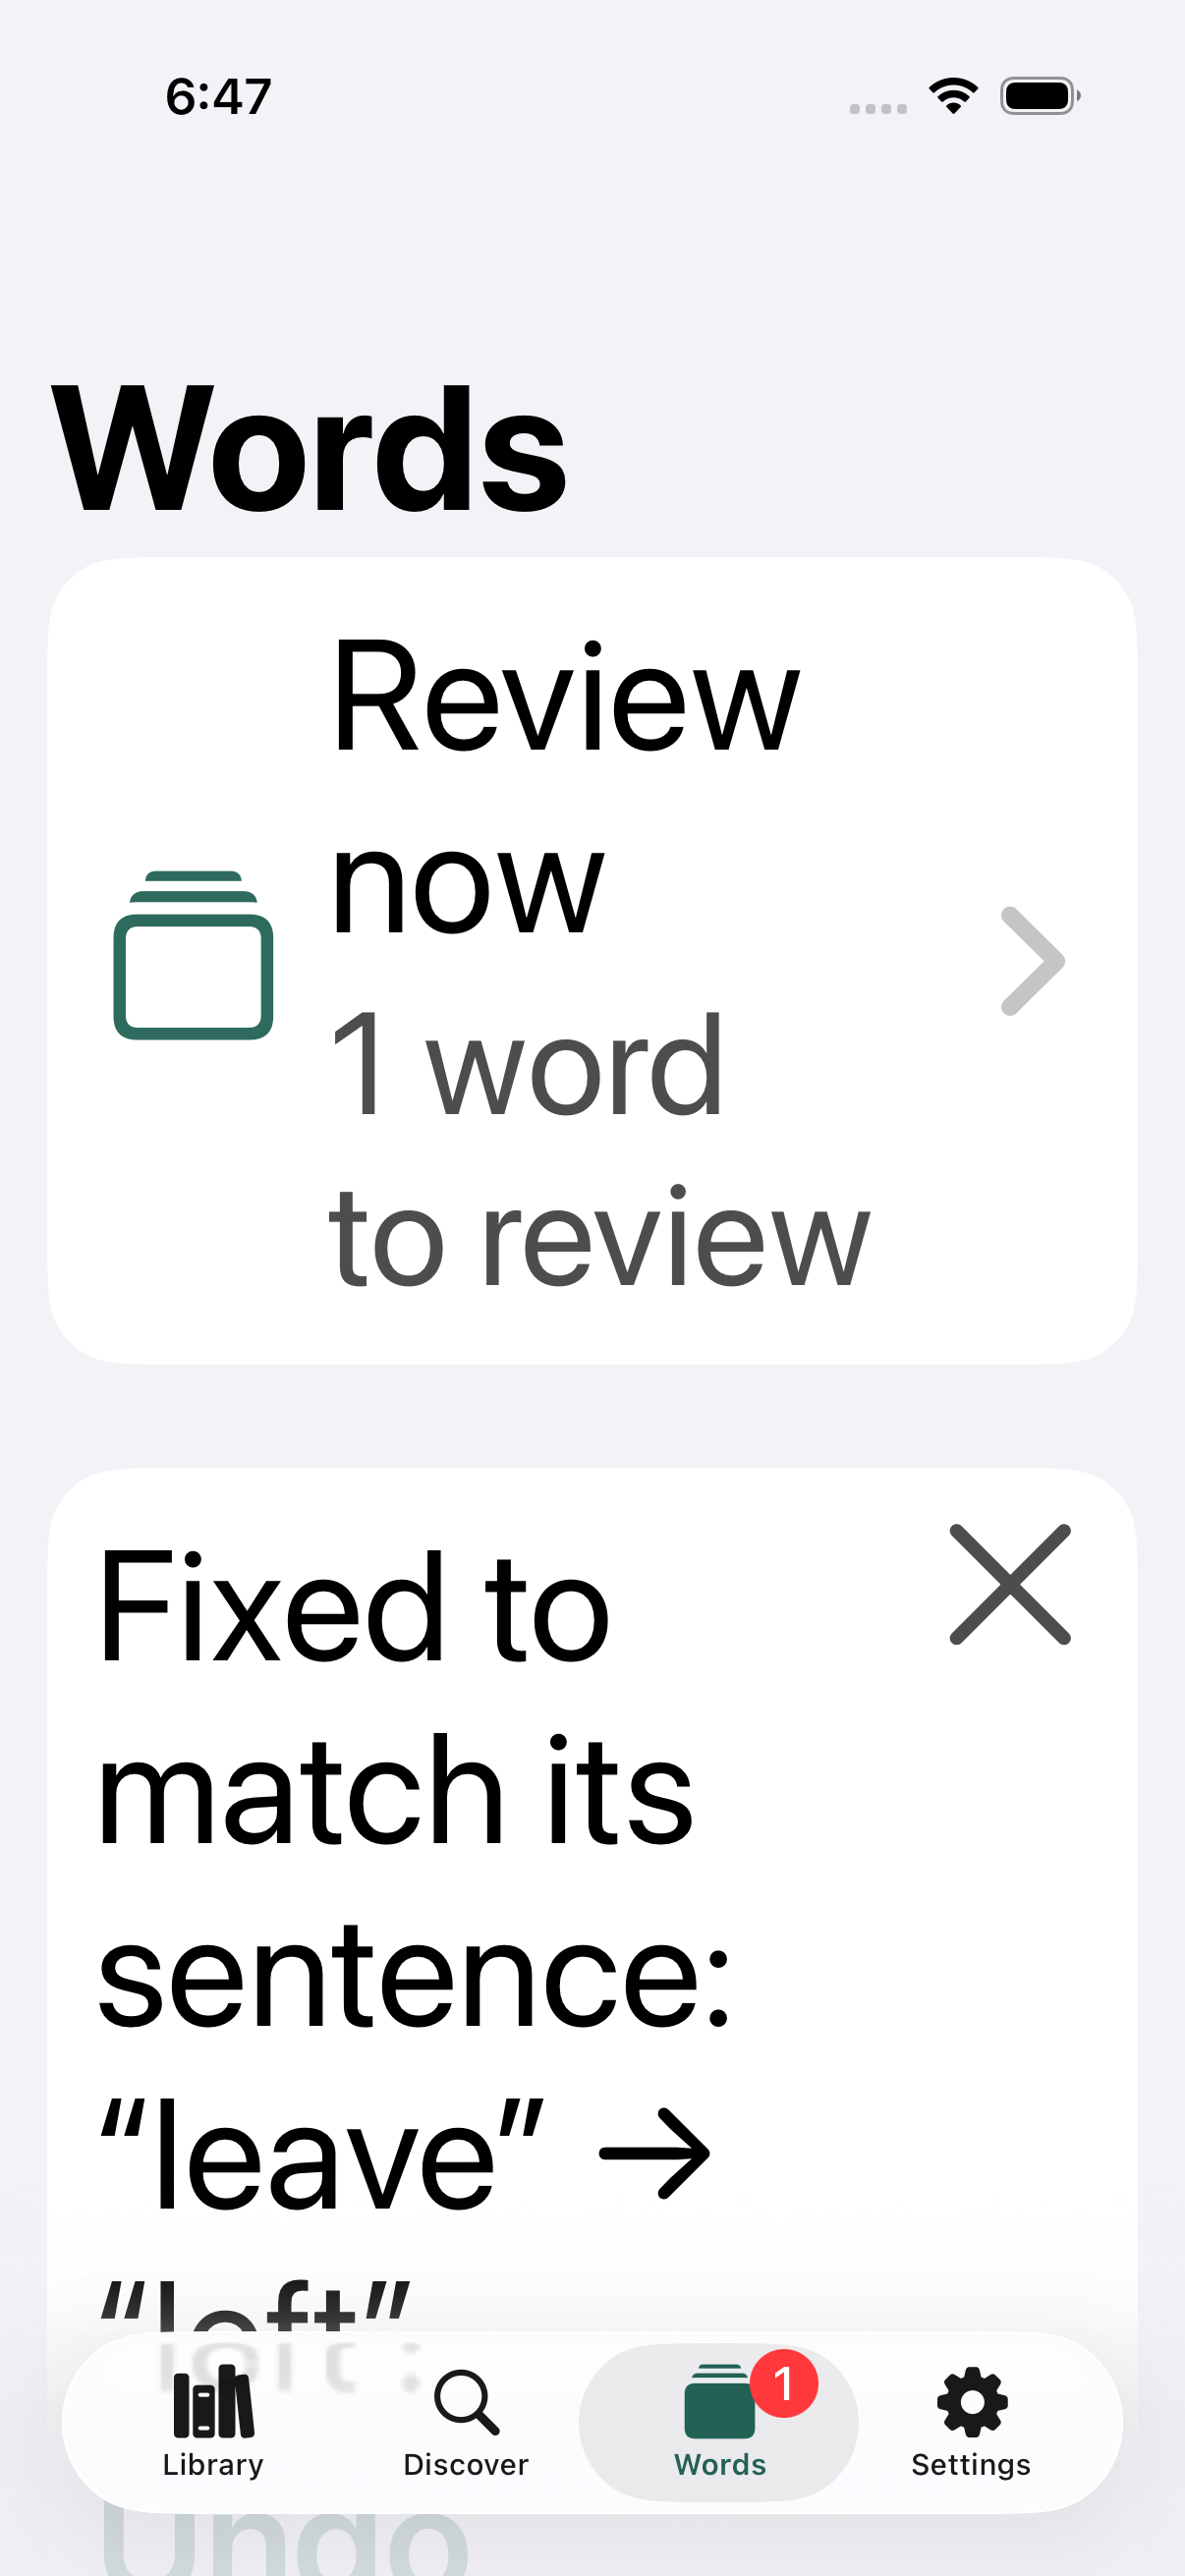 6:47
Words
Review
now
1 word
to review
Fixed to
match its
sentence:
“leave” →
“left”
Library
Discover
Words
1
Settings
Undo